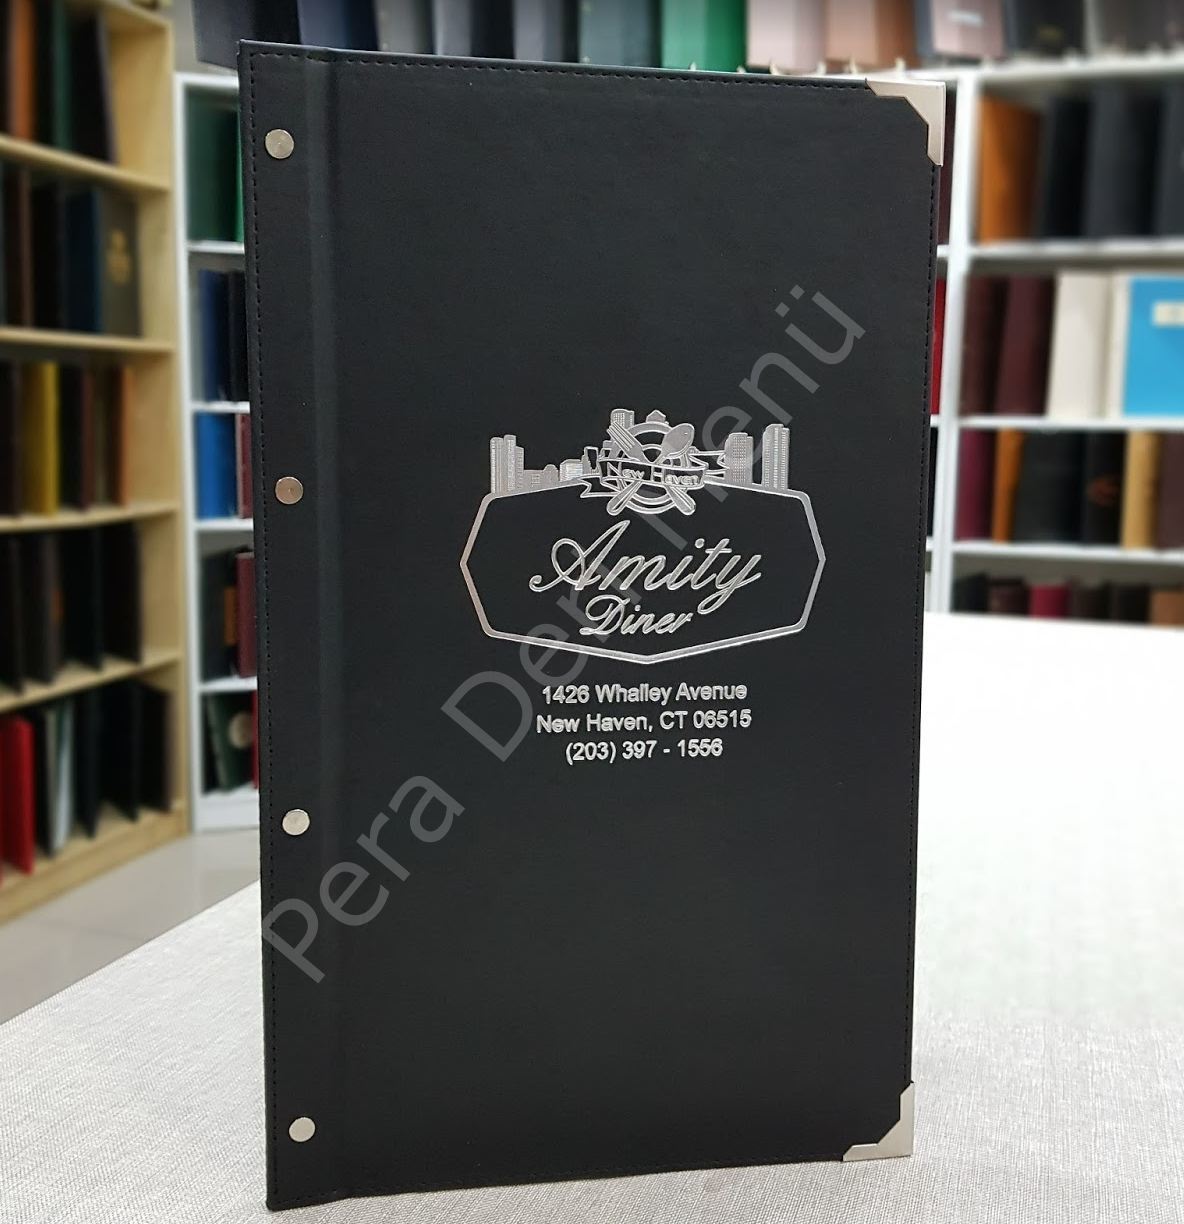 New Haven
Amity
Diner
1426 Whalley Avenue
New Haven, CT 06515
(203) 397 - 1556
Pera Deri Menü